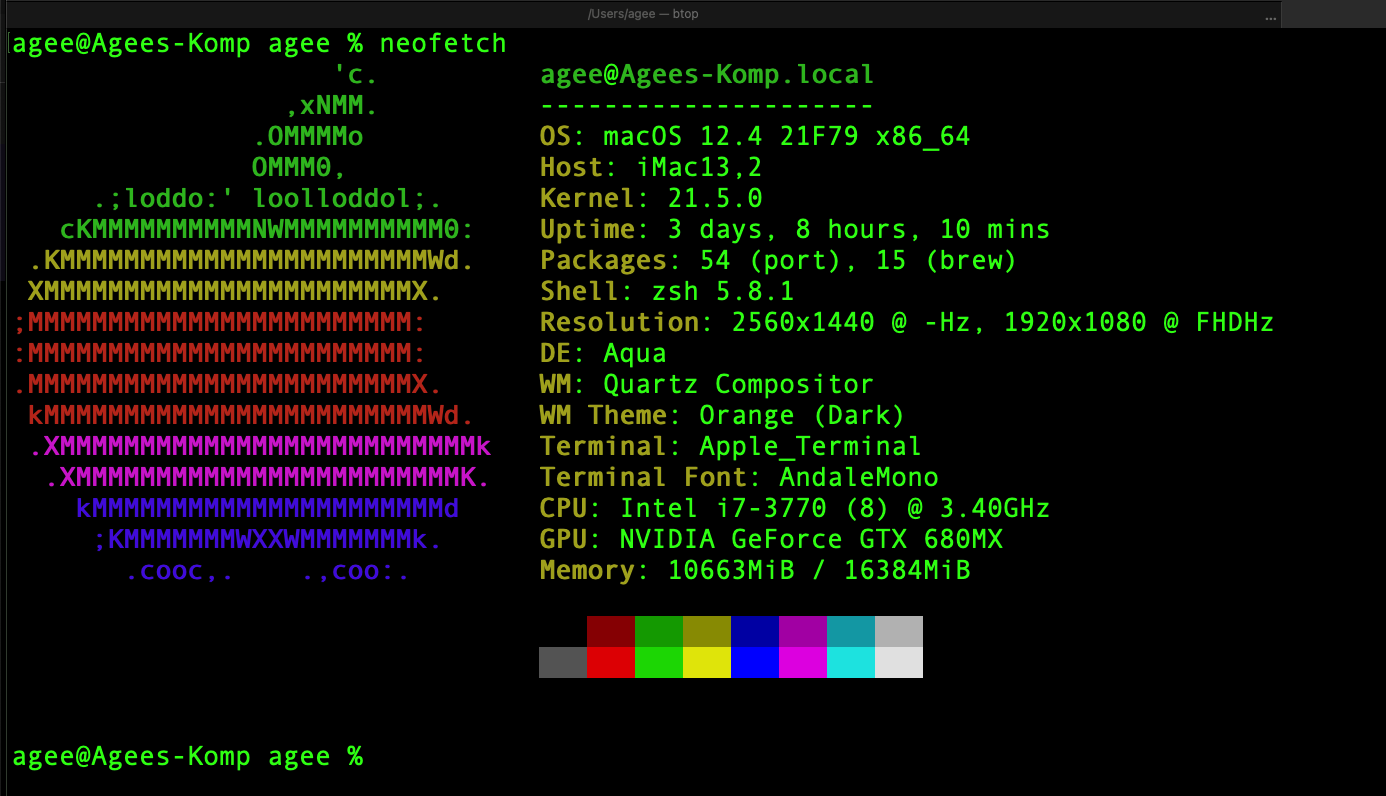 /Users/agee — btop
...
agee@Agees-Komp agee % neofetch
'c. agee@Agees-Komp.local
,xNMM. ---------------------
.OMMMMo OS: macOS 12.4 21F79 x86_64
OMMM0, Host: iMac13,2
.;loddo:' loolloddol;. Kernel: 21.5.0
cKMMMMMMMMMMNWMMMMMMMMMM0: Uptime: 3 days, 8 hours, 10 mins
.KMMMMMMMMMMMMMMMMMMMMMMMWd. Packages: 54 (port), 15 (brew)
XMMMMMMMMMMMMMMMMMMMMMMMX. Shell: zsh 5.8.1
;MMMMMMMMMMMMMMMMMMMMMMMM: Resolution: 2560x1440 @ -Hz, 1920x1080 @ FHDHz
:MMMMMMMMMMMMMMMMMMMMMMMM: DE: Aqua
.MMMMMMMMMMMMMMMMMMMMMMMMX. WM: Quartz Compositor
kMMMMMMMMMMMMMMMMMMMMMMMMWd. WM Theme: Orange (Dark)
.XMMMMMMMMMMMMMMMMMMMMMMMMMMk Terminal: Apple_Terminal
.XMMMMMMMMMMMMMMMMMMMMMMMMK. Terminal Font: AndaleMono
kMMMMMMMMMMMMMMMMMMMMMMd CPU: Intel i7-3770 (8) @ 3.40GHz
;KMMMMMMMWXXWMMMMMMMk. GPU: NVIDIA GeForce GTX 680MX
.cooc,. .,coo:. Memory: 10663MiB / 16384MiB
agee@Agees-Komp agee %